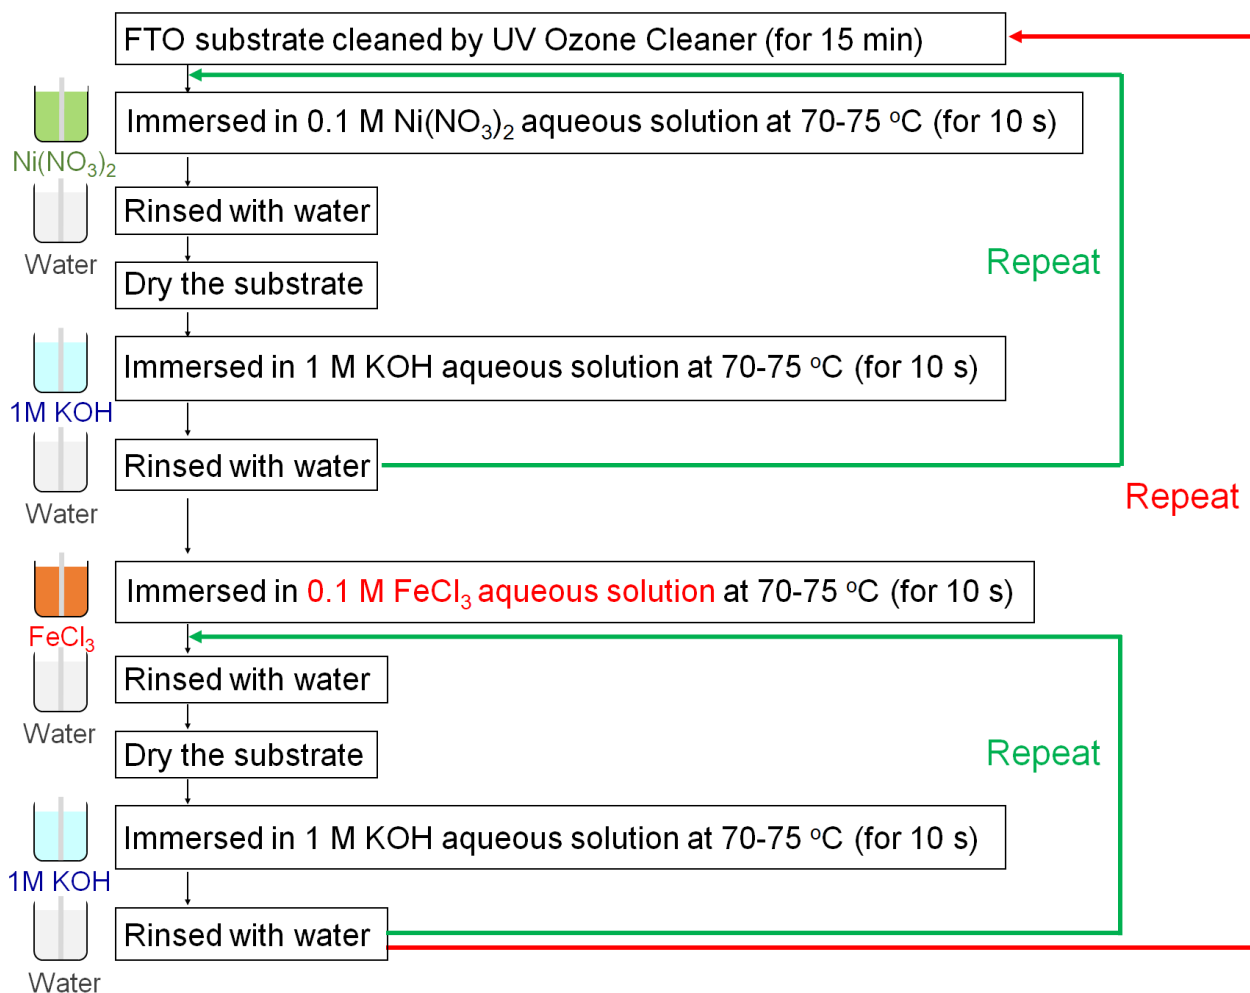 FTO substrate cleaned by UV Ozone Cleaner (for 15 min)
Immersed in 0.1 M Ni(NO₃)₂ aqueous solution at 70-75 ºC (for 10 s)
Ni(NO₃)₂
Rinsed with water
Water
Repeat
Dry the substrate
Immersed in 1 M KOH aqueous solution at 70-75 ºC (for 10 s)
1M KOH
Rinsed with water
Water
Repeat
Immersed in 0.1 M FeCl₃ aqueous solution at 70-75 ºC (for 10 s)
FeCl₃
Rinsed with water
Water
Dry the substrate
Repeat
Immersed in 1 M KOH aqueous solution at 70-75 ºC (for 10 s)
1M KOH
Rinsed with water
Water